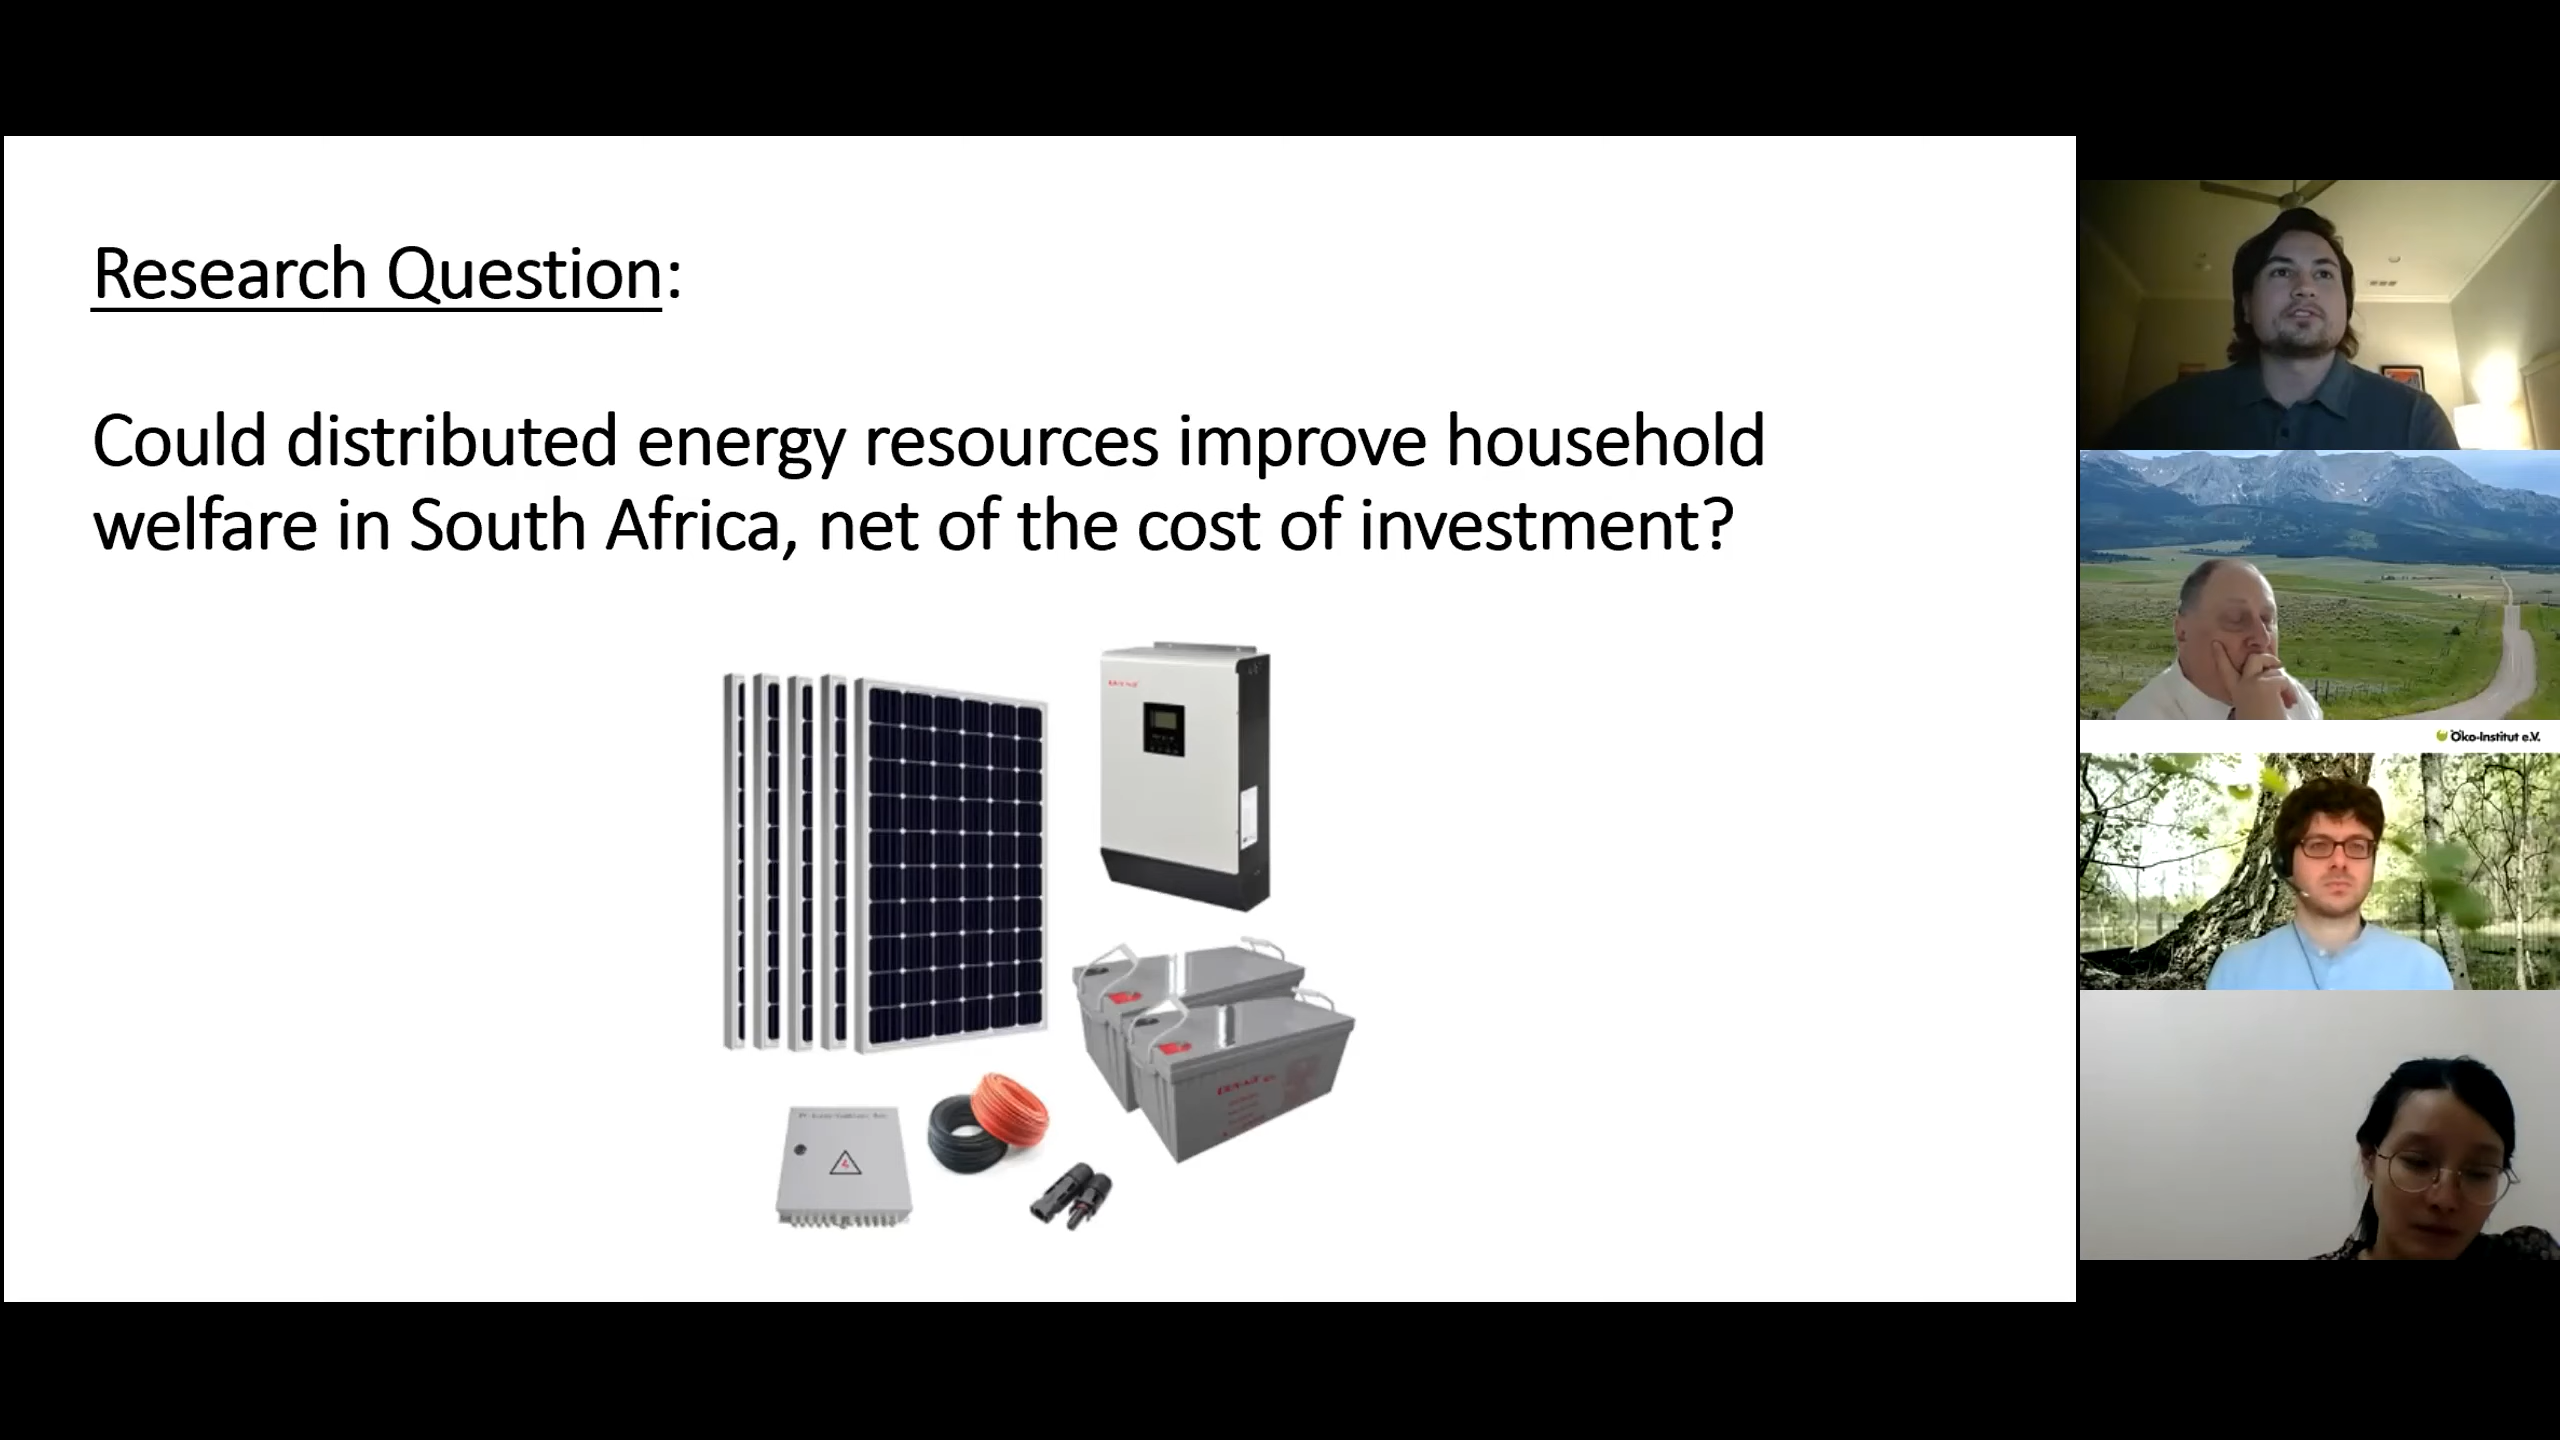 Research Question:
Could distributed energy resources improve household
welfare in South Africa, net of the cost of investment?
Öko-Institut e.V.